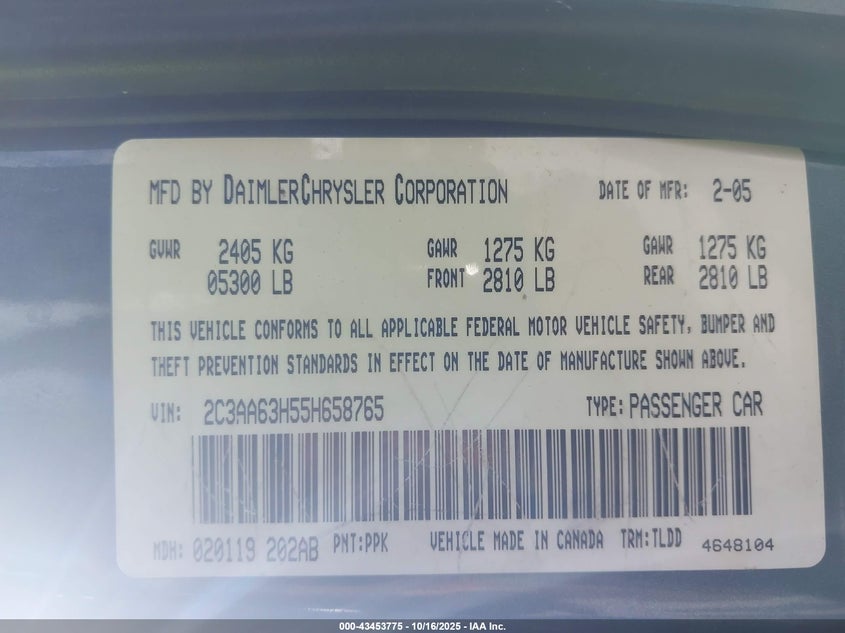 MFD BY DAIMLERCHRYSLER CORPORATION DATE OF MFR: 2-05
GVWR 2405 KG GAWR 1275 KG GAWR 1275 KG
05300 LB FRONT 2810 LB REAR 2810 LB
THIS VEHICLE CONFORMS TO ALL APPLICABLE FEDERAL MOTOR VEHICLE SAFETY, BUMPER AND
THEFT PREVENTION STANDARDS IN EFFECT ON THE DATE OF MANUFACTURE SHOWN ABOVE.
VIN: 2C3AA63H55H658765 TYPE: PASSENGER CAR
MDH: 020119 202AB PNT:PPK VEHICLE MADE IN CANADA TRM:TLDD 4648104
000-43453775 - 10/16/2025 - IAA Inc.